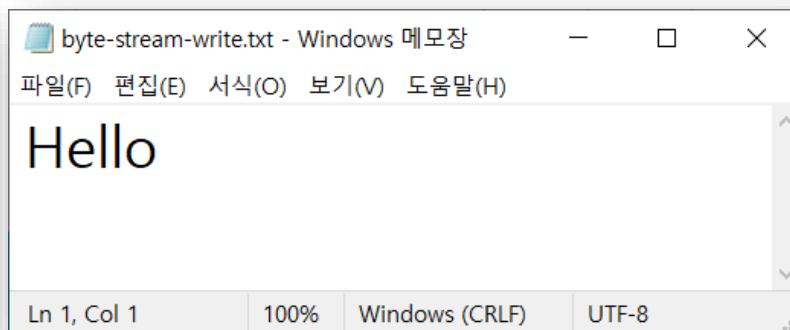 byte-stream-write.txt - Windows 메모장
파일(F) 편집(E) 서식(O) 보기(V) 도움말(H)
Hello
Ln 1, Col 1 100% Windows (CRLF) UTF-8